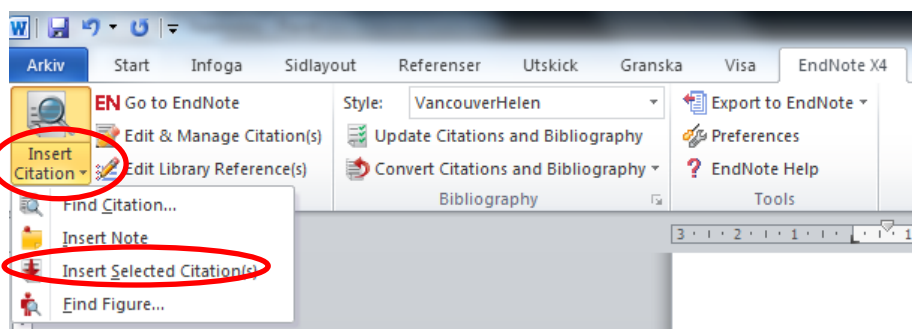 W
Arkiv Start Infoga Sidlayout Referenser Utskick Granska Visa EndNote X4
Insert
Citation
EN Go to EndNote
Edit & Manage Citation(s)
Edit Library Reference(s)
Style: VancouverHelen
Update Citations and Bibliography
Convert Citations and Bibliography
Bibliography
Export to EndNote
Preferences
? EndNote Help
Tools
Find Citation...
Insert Note
Insert Selected Citation(s)
Find Figure...
3 2 1 1